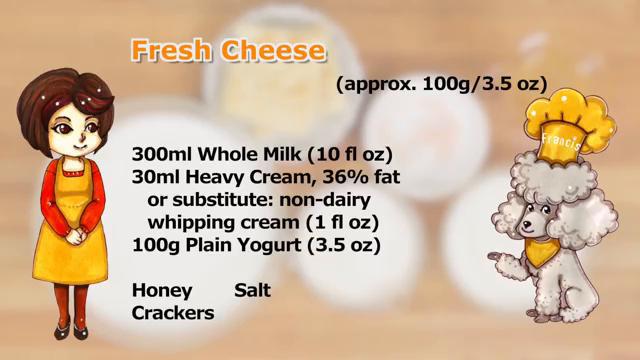 Fresh Cheese
(approx. 100g/3.5 oz)
Francis
300ml Whole Milk (10 fl oz)
30ml Heavy Cream, 36% fat
or substitute: non-dairy
whipping cream (1 fl oz)
100g Plain Yogurt (3.5 oz)
Honey Salt
Crackers